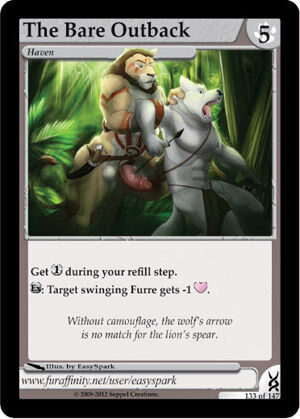 The Bare Outback
5
Haven
Get 1 during your refill step.
: Target swinging Furre gets -1
Without camouflage, the wolf's arrow
is no match for the lion's spear.
Illus. by EasySpark
www.furaffinity.net/user/easyspark
133 of 147
© 2009-2012 Seppel Creations.